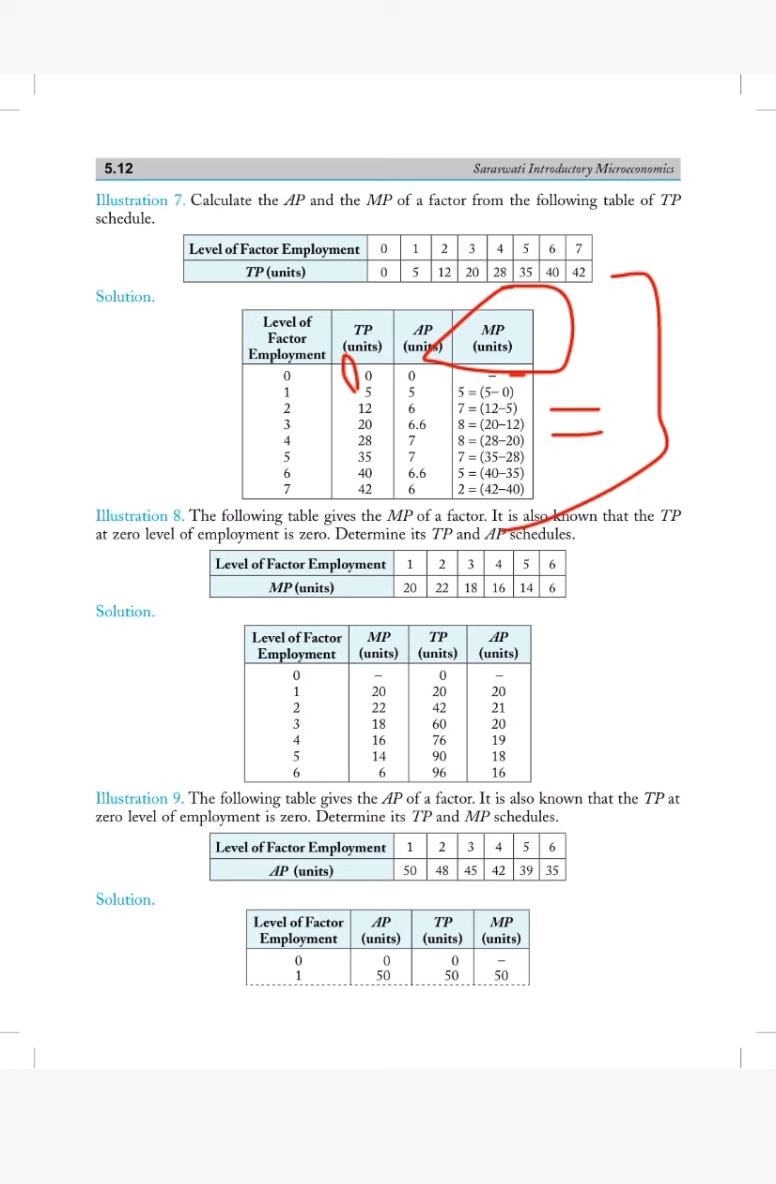 5.12 Saraswati Introductory Microeconomics
Illustration 7. Calculate the AP and the MP of a factor from the following table of TP
schedule.
Level of Factor Employment 0 1 2 3 4 5 6 7
TP (units) 0 5 12 20 28 35 40 42
Solution.
Level of Factor Employment TP (units) AP (units) MP (units)
0 0 0 –
1 5 5 5 = (5– 0)
2 12 6 7 = (12–5)
3 20 6.6 8 = (20–12)
4 28 7 8 = (28–20)
5 35 7 7 = (35–28)
6 40 6.6 5 = (40–35)
7 42 6 2 = (42–40)
Illustration 8. The following table gives the MP of a factor. It is also known that the TP
at zero level of employment is zero. Determine its TP and AP schedules.
Level of Factor Employment 1 2 3 4 5 6
MP (units) 20 22 18 16 14 6
Solution.
Level of Factor Employment MP (units) TP (units) AP (units)
0 – 0 –
1 20 20 20
2 22 42 21
3 18 60 20
4 16 76 19
5 14 90 18
6 6 96 16
Illustration 9. The following table gives the AP of a factor. It is also known that the TP at
zero level of employment is zero. Determine its TP and MP schedules.
Level of Factor Employment 1 2 3 4 5 6
AP (units) 50 48 45 42 39 35
Solution.
Level of Factor Employment AP (units) TP (units) MP (units)
0 0 0 –
1 50 50 50